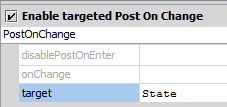 Enable targeted Post On Change
PostOnChange
disablePostOnEnter
onChange
target State